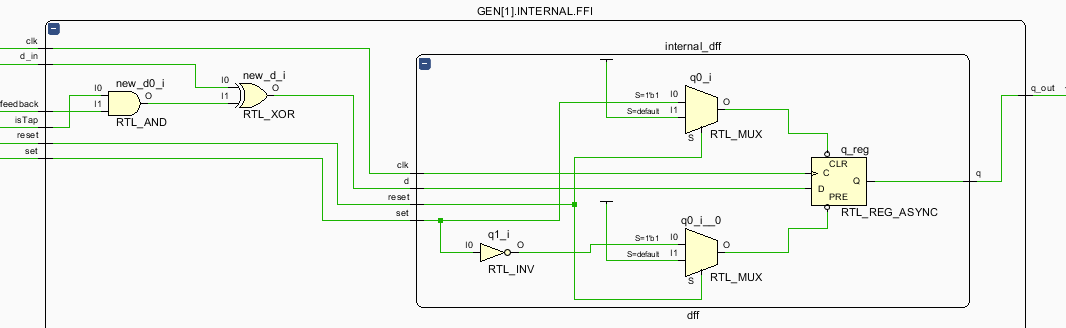 GEN[1].INTERNAL.FFI
clk
d_in
feedback
isTap
reset
set
new_d0_i
I0
I1
O
RTL_AND
new_d_i
I0
I1
O
RTL_XOR
internal_dff
clk
d
reset
set
q1_i
I0
O
RTL_INV
q0_i
S=1'b1
I0
S=default
I1
O
S
RTL_MUX
q0_i__0
S=1'b1
I0
S=default
I1
O
S
RTL_MUX
q_reg
CLR
C
Q
D
PRE
RTL_REG_ASYNC
q
q_out
dff